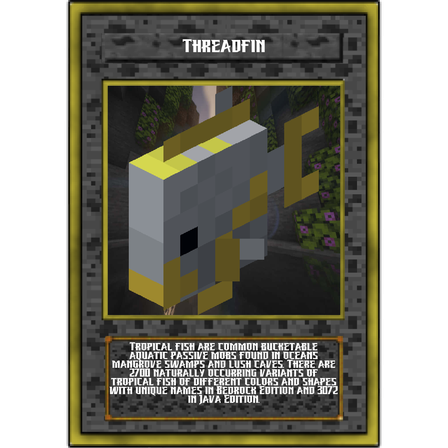 Threadfin
Tropical fish are common bucketable
aquatic passive mobs found in oceans
mangrove swamps and lush caves. There are
2700 naturally occurring variants of
tropical fish of different colors and shapes
with unique names in Bedrock Edition and 3072
in Java Edition.